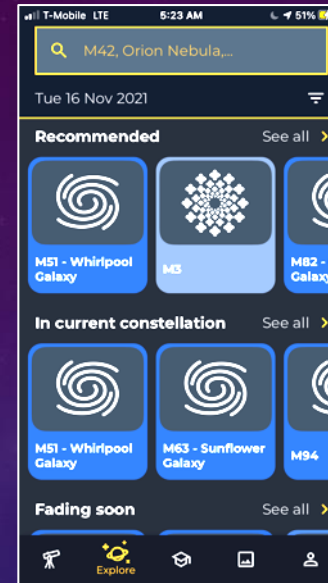 T-Mobile LTE 5:23 AM 51%
M42, Orion Nebula,...
Tue 16 Nov 2021
Recommended See all
M51 - Whirlpool Galaxy
M3
M82 - Galaxy
In current constellation See all
M51 - Whirlpool Galaxy
M63 - Sunflower Galaxy
M94
Fading soon See all
Explore